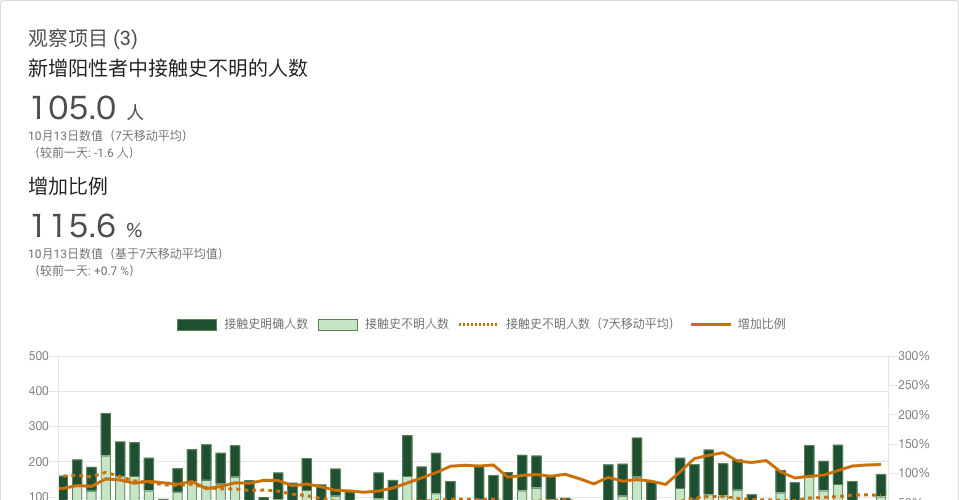 观察项目 (3)
新增阳性者中接触史不明的人数
105.0 人
10月13日数值（7天移动平均）
（较前一天: -1.6 人）
增加比例
115.6 %
10月13日数值（基于7天移动平均值）
（较前一天: +0.7 %）
接触史明确人数 接触史不明人数 接触史不明人数（7天移动平均） 增加比例
500 300%
250%
400
200%
300
150%
200
100%
100